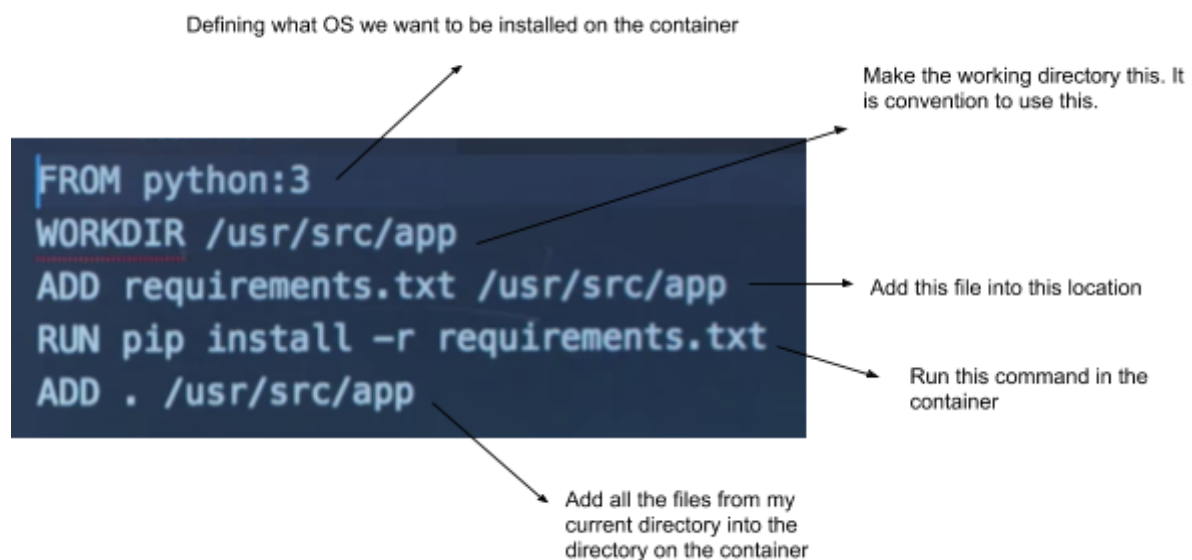 Defining what OS we want to be installed on the container
Make the working directory this. It
is convention to use this.
FROM python:3
WORKDIR /usr/src/app
ADD requirements.txt /usr/src/app
Add this file into this location
RUN pip install –r requirements.txt
Run this command in the
container
ADD . /usr/src/app
Add all the files from my
current directory into the
directory on the container